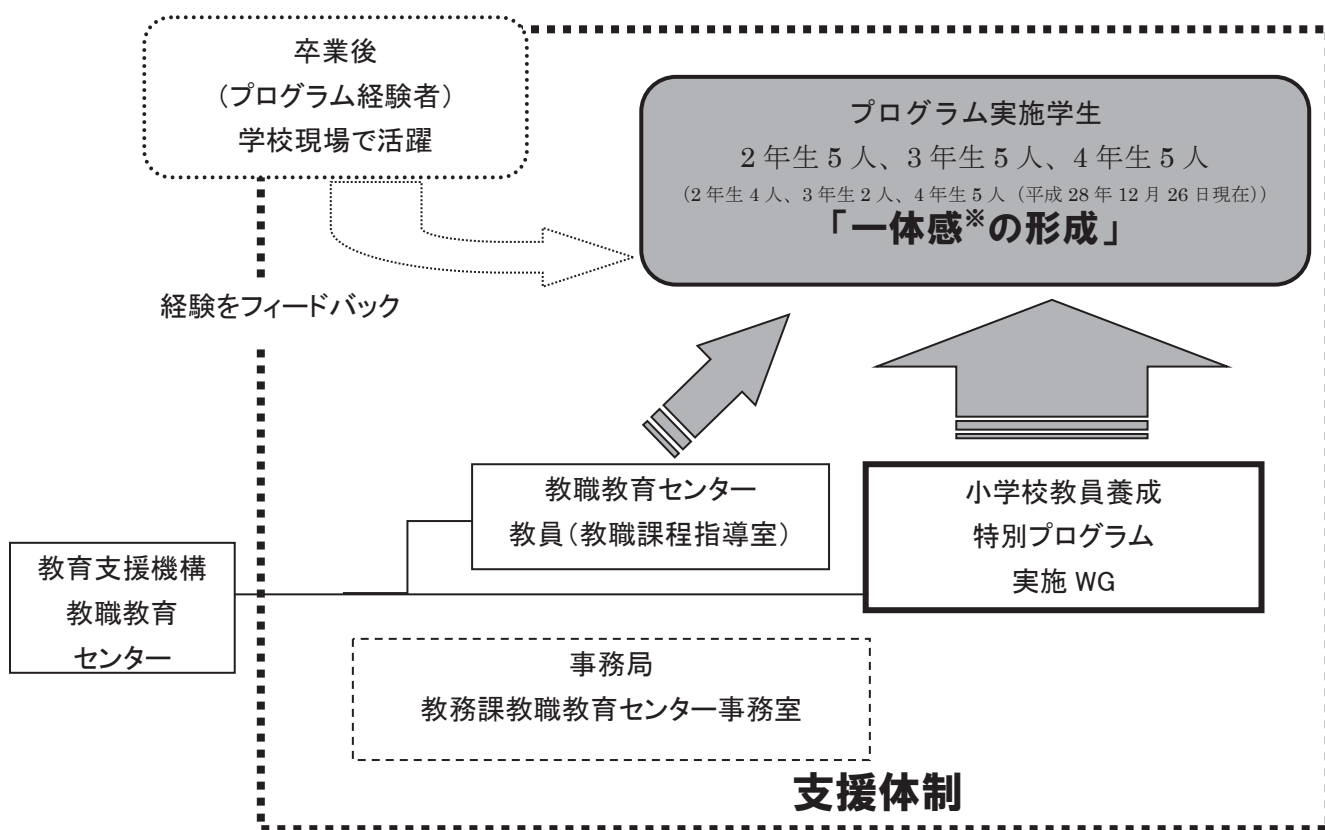 卒業後
（プログラム経験者）
学校現場で活躍
プログラム実施学生
2年生5人、3年生5人、4年生5人
（2年生4人、3年生2人、4年生5人（平成28年12月26日現在））
「一体感※の形成」
経験をフィードバック
教職教育センター
教員（教職課程指導室）
小学校教員養成
特別プログラム
実施 WG
教育支援機構
教職教育
センター
事務局
教務課教職教育センター事務室
支援体制